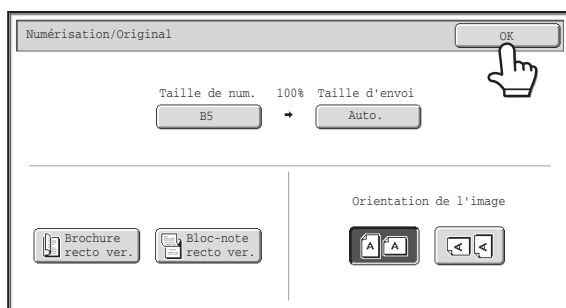 Numérisation/Original
OK
Taille de num. 100% Taille d'envoi
B5
Auto.
Orientation de l'image
Brochure
recto ver.
Bloc-note
recto ver.
A A
A A